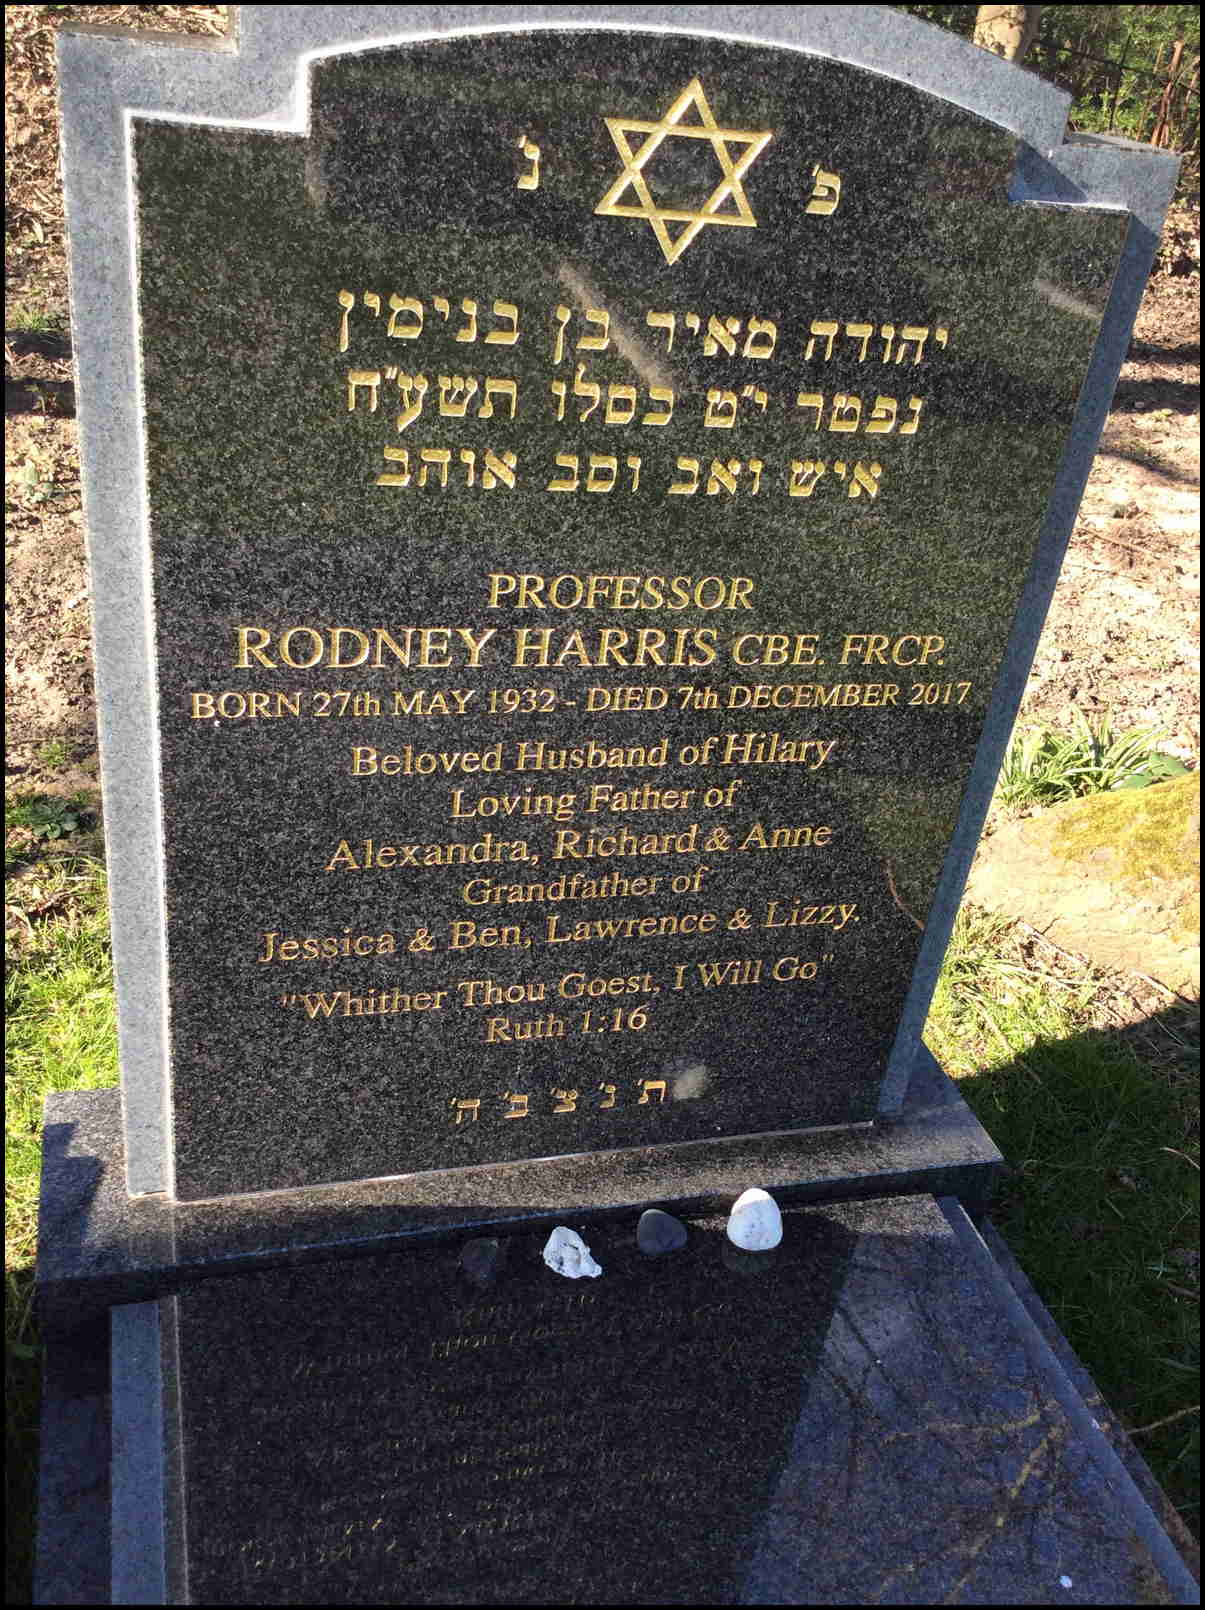 פ' נ'
יהודה מאיר בן בנימין
נפטר י"ט כסלו תשע"ח
איש ואב וסב אוהב
PROFESSOR
RODNEY HARRIS CBE. FRCP.
BORN 27th MAY 1932 - DIED 7th DECEMBER 2017
Beloved Husband of Hilary
Loving Father of
Alexandra, Richard & Anne
Grandfather of
Jessica & Ben, Lawrence & Lizzy.
"Whither Thou Goest, I Will Go"
Ruth 1:16
ת' נ' צ' ב' ה'